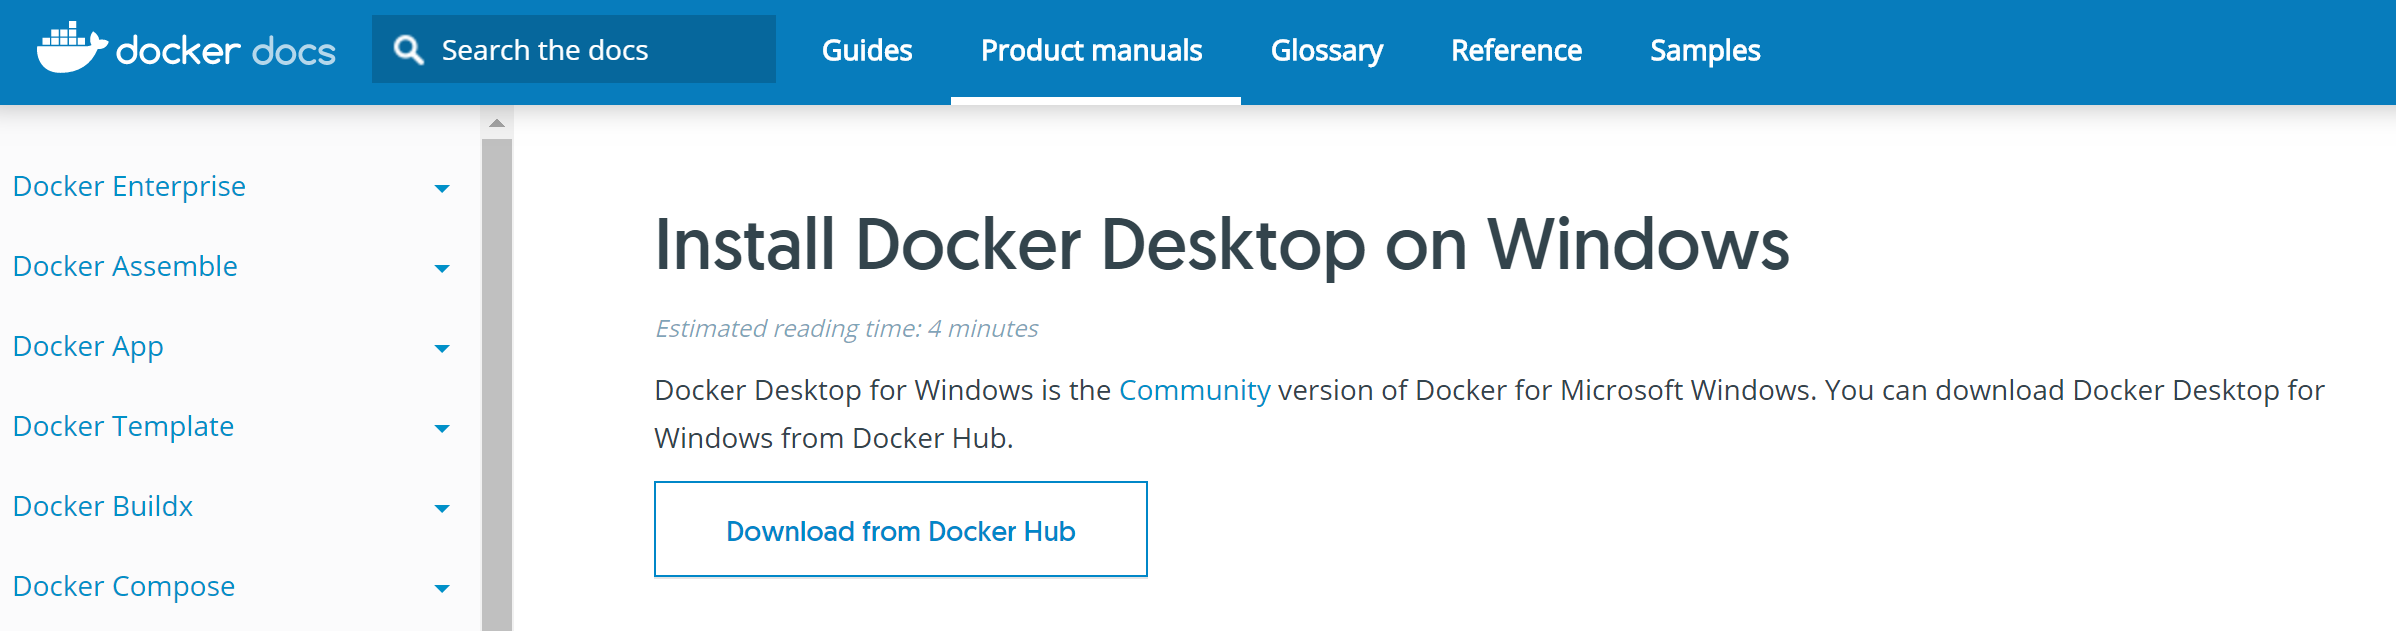 docker docs
Search the docs
Guides
Product manuals
Glossary
Reference
Samples
Docker Enterprise
Docker Assemble
Docker App
Docker Template
Docker Buildx
Docker Compose
Install Docker Desktop on Windows
Estimated reading time: 4 minutes
Docker Desktop for Windows is the Community version of Docker for Microsoft Windows. You can download Docker Desktop for
Windows from Docker Hub.
Download from Docker Hub